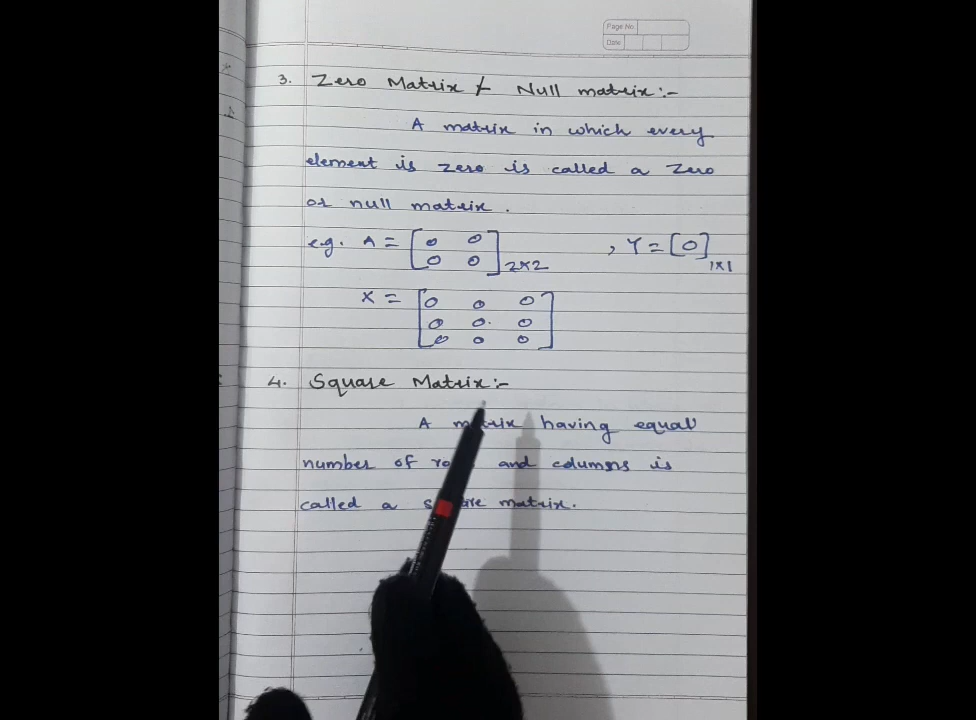 Page No.
Date
3. Zero Matrix / Null matrix:-
A matrix in which every
element is zero is called a zero
or null matrix.
e.g. A = [0 0 0 0] 2×2 , Y = [0] 1×1
X = [0 0 0 0 0 0 0 0 0]
4. Square Matrix:-
A matrix having equal
number of and columns is
called a matrix.